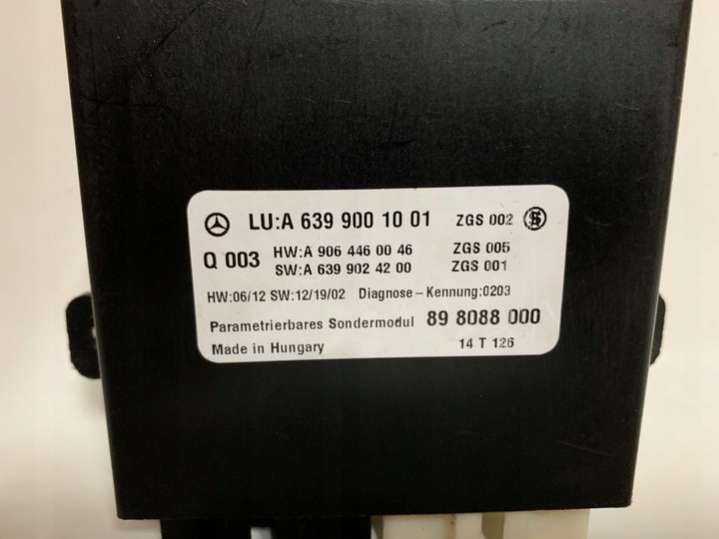 LU:A 639 900 10 01 ZGS 002
Q 003 HW:A 906 446 00 46 ZGS 005
SW:A 639 902 42 00 ZGS 001
HW:06/12 SW:12/19/02 Diagnose – Kennung:0203
Parametrierbares Sondermodul 89 8088 000
Made in Hungary 14 T 126